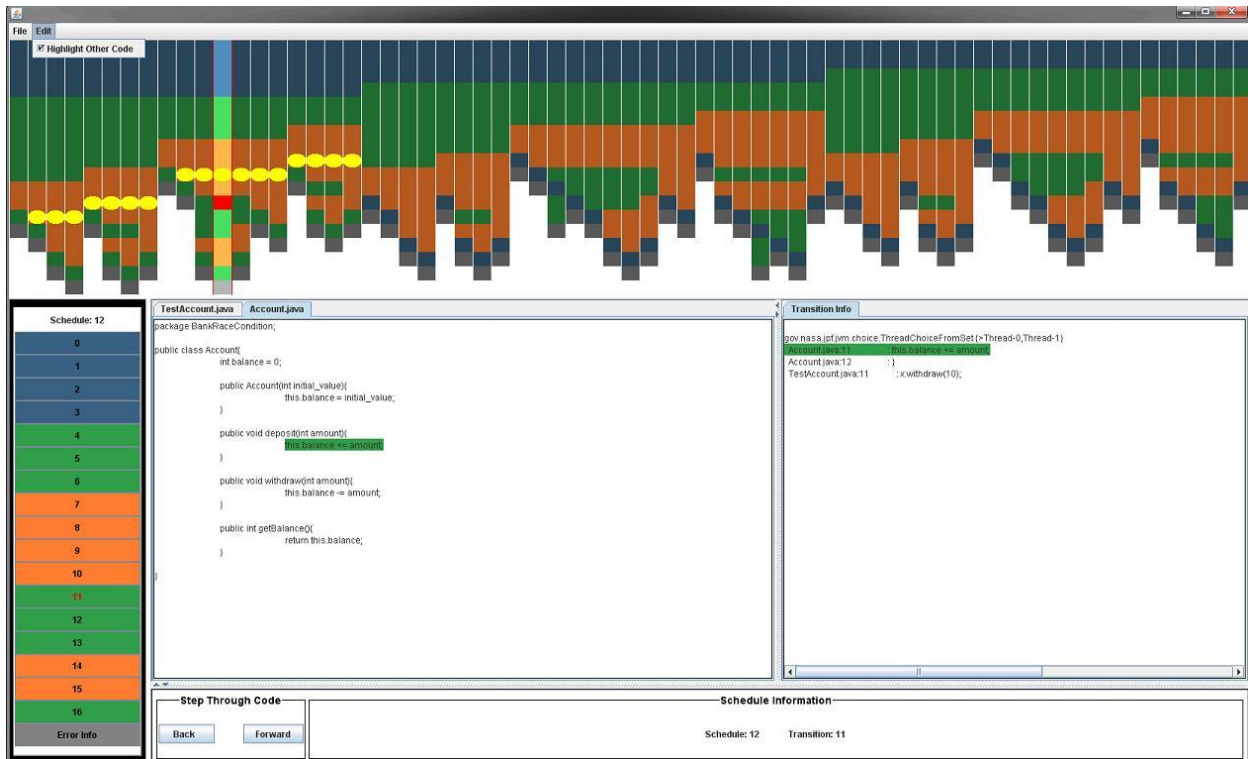 File Edit
Highlight Other Code
Schedule: 12
0
1
2
3
4
5
6
7
8
9
10
11
12
13
14
15
16
Error Info
TestAccount.java Account.java
package BankRaceCondition;
public class Account{
int balance = 0;
public Account(int initial_value){
this.balance = initial_value;
}
public void deposit(int amount){
this.balance += amount;
}
public void withdraw(int amount){
this.balance -= amount;
}
public int getBalance(){
return this.balance;
}
}
Transition Info
gov.nasa.jpf.jvm.choice.ThreadChoiceFromSet {>Thread-0,Thread-1}
Account.java:11 : this.balance += amount;
Account.java:12 : }
TestAccount.java:11 : x.withdraw(10);
Step Through Code
Back Forward
Schedule Information
Schedule: 12 Transition: 11